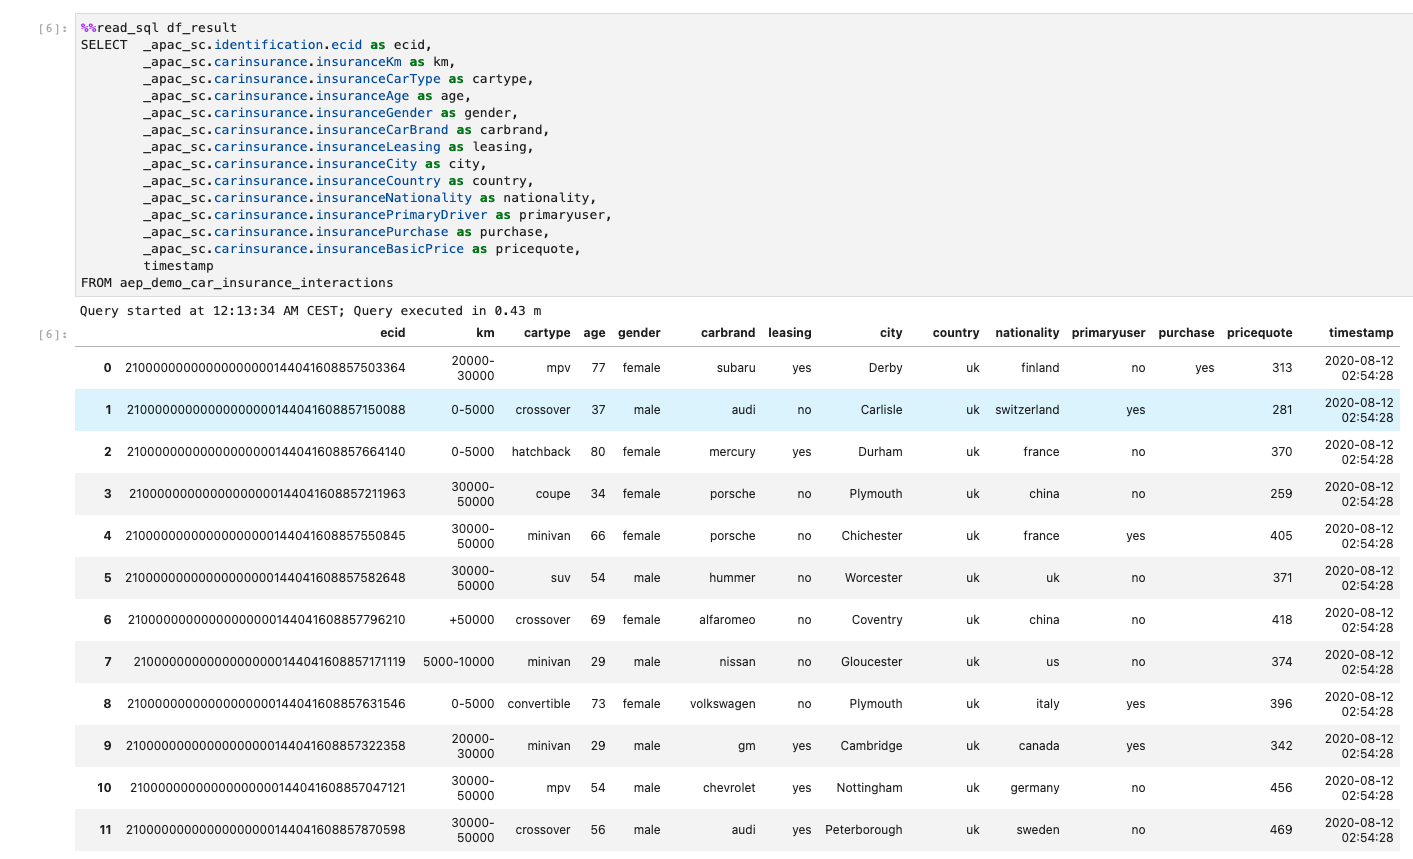 [6]: %%read_sql df_result
SELECT _apac_sc.identification.ecid as ecid,
_apac_sc.carinsurance.insuranceKm as km,
_apac_sc.carinsurance.insuranceCarType as cartype,
_apac_sc.carinsurance.insuranceAge as age,
_apac_sc.carinsurance.insuranceGender as gender,
_apac_sc.carinsurance.insuranceCarBrand as carbrand,
_apac_sc.carinsurance.insuranceLeasing as leasing,
_apac_sc.carinsurance.insuranceCity as city,
_apac_sc.carinsurance.insuranceCountry as country,
_apac_sc.carinsurance.insuranceNationality as nationality,
_apac_sc.carinsurance.insurancePrimaryDriver as primaryuser,
_apac_sc.carinsurance.insurancePurchase as purchase,
_apac_sc.carinsurance.insuranceBasicPrice as pricequote,
timestamp
FROM aep_demo_car_insurance_interactions
Query started at 12:13:34 AM CEST; Query executed in 0.43 m
[6]: ecid km cartype age gender carbrand leasing city country nationality primaryuser purchase pricequote timestamp
0 21000000000000000000144041608857503364 20000-30000 mpv 77 female subaru yes Derby uk finland no yes 313 2020-08-12 02:54:28
1 21000000000000000000144041608857150088 0-5000 crossover 37 male audi no Carlisle uk switzerland yes 281 2020-08-12 02:54:28
2 21000000000000000000144041608857664140 0-5000 hatchback 80 female mercury yes Durham uk france no 370 2020-08-12 02:54:28
3 21000000000000000000144041608857211963 30000-50000 coupe 34 female porsche no Plymouth uk china no 259 2020-08-12 02:54:28
4 21000000000000000000144041608857550845 30000-50000 minivan 66 female porsche no Chichester uk france yes 405 2020-08-12 02:54:28
5 21000000000000000000144041608857582648 30000-50000 suv 54 male hummer no Worcester uk uk no 371 2020-08-12 02:54:28
6 21000000000000000000144041608857796210 +50000 crossover 69 female alfaromeo no Coventry uk china no 418 2020-08-12 02:54:28
7 21000000000000000000144041608857171119 5000-10000 minivan 29 male nissan no Gloucester uk us no 374 2020-08-12 02:54:28
8 21000000000000000000144041608857631546 0-5000 convertible 73 female volkswagen no Plymouth uk italy yes 396 2020-08-12 02:54:28
9 21000000000000000000144041608857322358 20000-30000 minivan 29 male gm yes Cambridge uk canada yes 342 2020-08-12 02:54:28
10 21000000000000000000144041608857047121 30000-50000 mpv 54 male chevrolet yes Nottingham uk germany no 456 2020-08-12 02:54:28
11 21000000000000000000144041608857870598 30000-50000 crossover 56 male audi yes Peterborough uk sweden no 469 2020-08-12 02:54:28